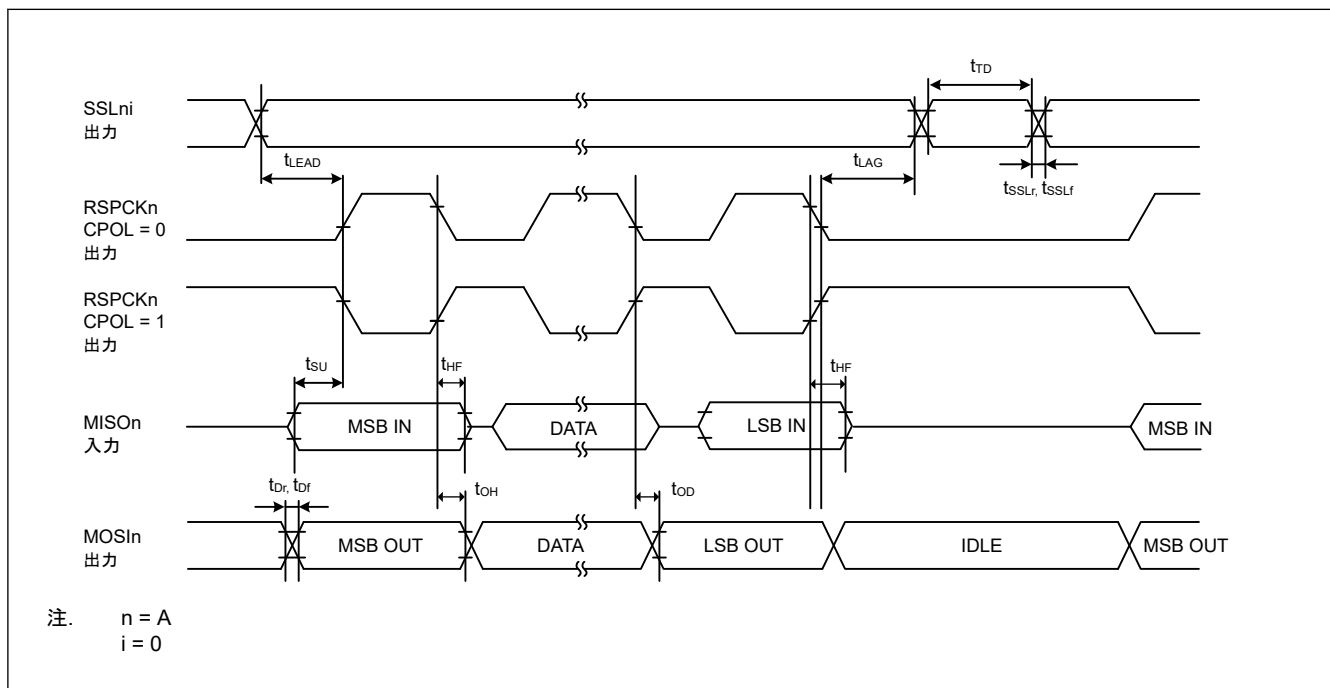 tTD
SSLni
出力
tLEAD
tLAG
tSSLr, tSSLf
RSPCKn
CPOL = 0
出力
RSPCKn
CPOL = 1
出力
tSU
tHF
tHF
MISOn
入力
MSB IN
DATA
LSB IN
MSB IN
tDr, tDf
tOH
tOD
MOSIn
出力
MSB OUT
DATA
LSB OUT
IDLE
MSB OUT
注. n = A
i = 0